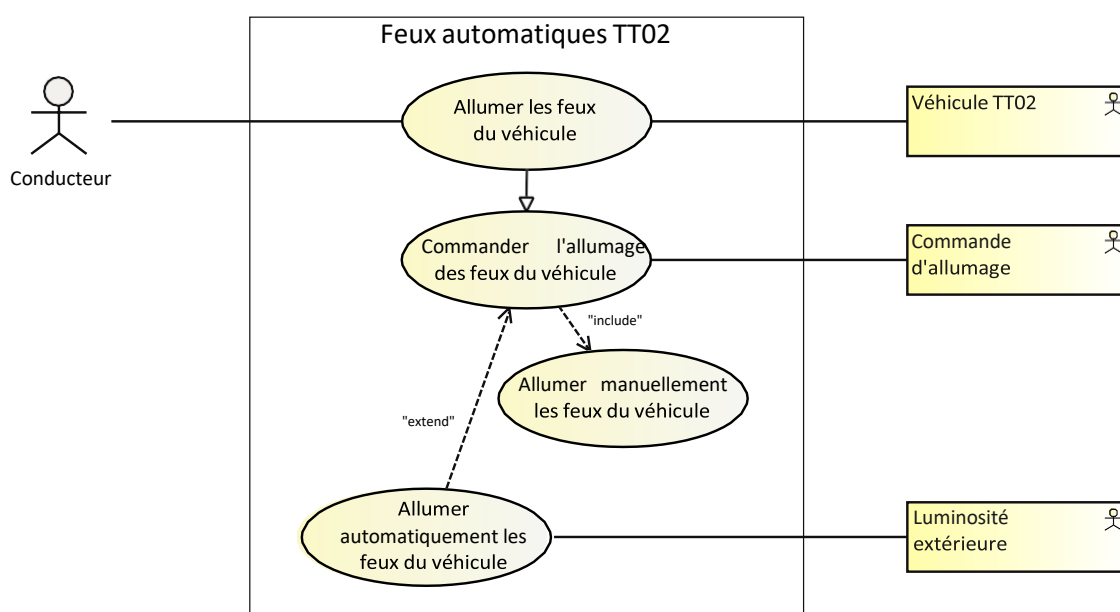 Feux automatiques TT02
Allumer les feux
du véhicule
Véhicule TT02
Conducteur
Commander l'allumage
des feux du véhicule
Commande
d'allumage
"include"
Allumer manuellement
les feux du véhicule
"extend"
Allumer
automatiquement les
feux du véhicule
Luminosité
extérieure